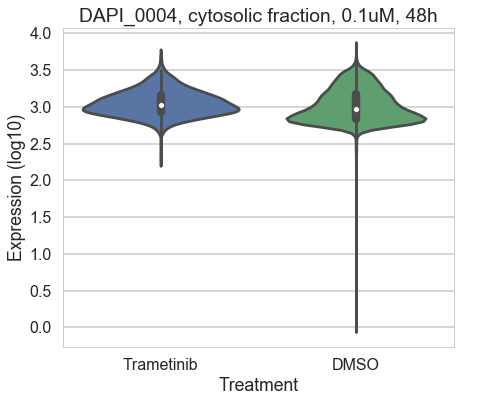 DAPI_0004, cytosolic fraction, 0.1uM, 48h
4.0
3.5
3.0
2.5
2.0
1.5
1.0
0.5
0.0
Expression (log10)
Trametinib DMSO
Treatment